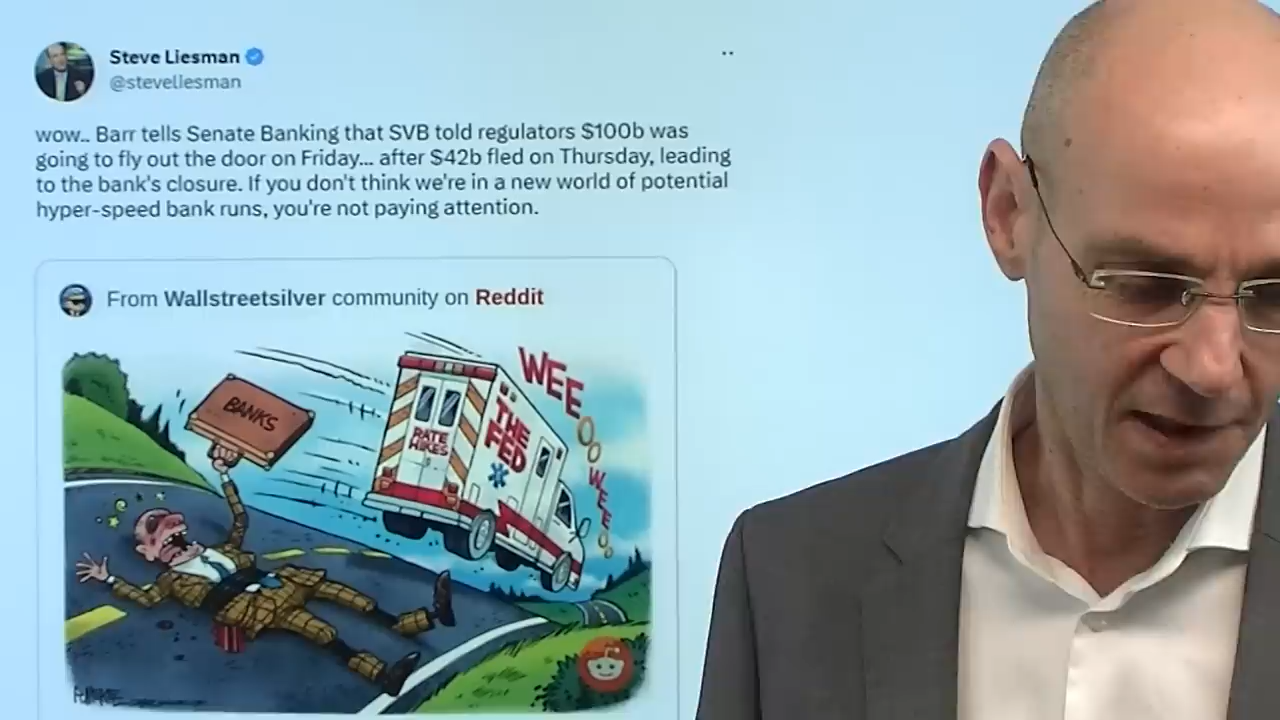 Steve Liesman
@steveliesman
wow.. Barr tells Senate Banking that SVB told regulators $100b was
going to fly out the door on Friday... after $42b fled on Thursday, leading
to the bank's closure. If you don't think we're in a new world of potential
hyper-speed bank runs, you're not paying attention.
From Wallstreetsilver community on Reddit
BANKS
RATE
HIKES
THE
FED
WEE
OO
WEE
OO